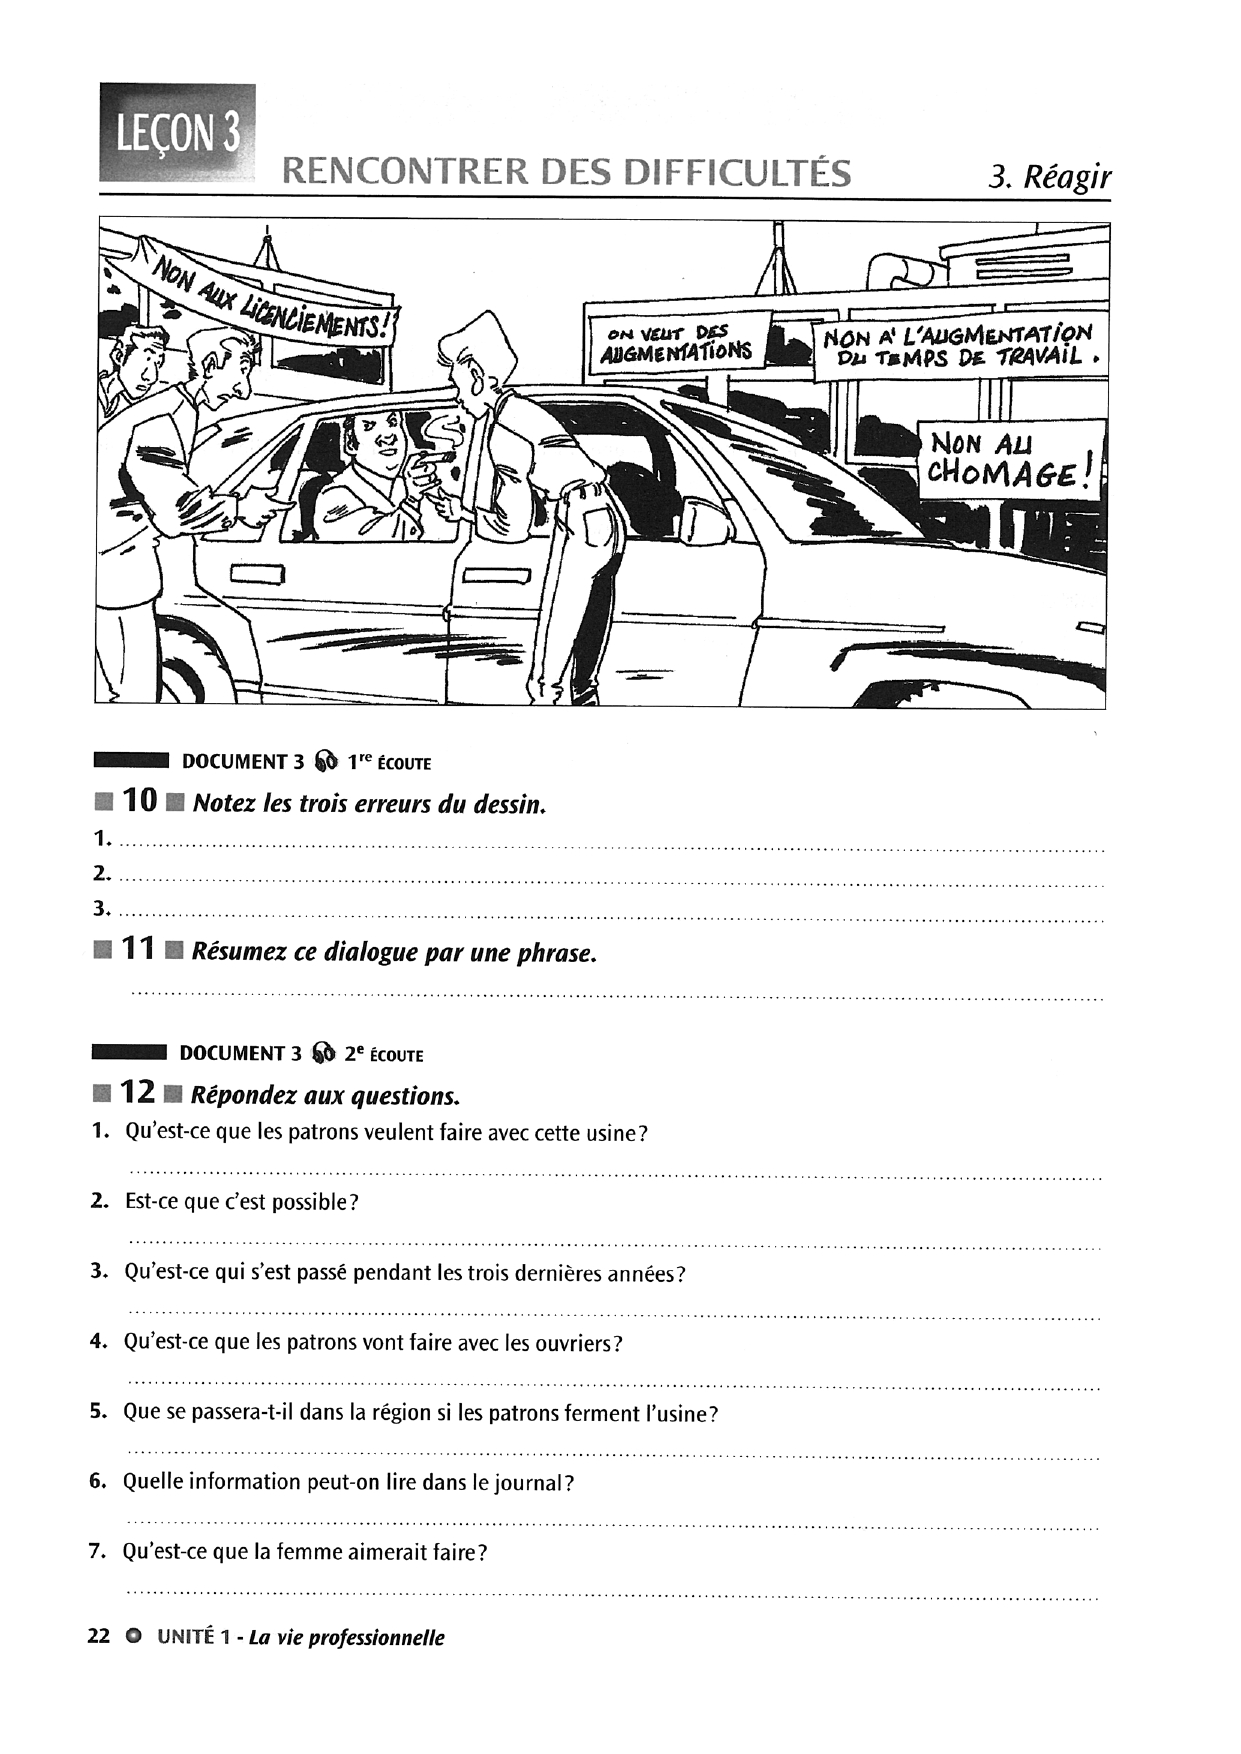 LEÇON 3
RENCONTRER DES DIFFICULTÉS
3. Réagir
NON AUX LICENCIEMENTS!
ON VEUT DES
AUGMENTATIONS
NON A' L'AUGMENTATION
DU TEMPS DE TRAVAIL.
NON AU
CHOMAGE!
DOCUMENT 3 1re ÉCOUTE
10 Notez les trois erreurs du dessin.
1.
2.
3.
11 Résumez ce dialogue par une phrase.
DOCUMENT 3 2e ÉCOUTE
12 Répondez aux questions.
1. Qu'est-ce que les patrons veulent faire avec cette usine?
2. Est-ce que c'est possible?
3. Qu'est-ce qui s'est passé pendant les trois dernières années?
4. Qu'est-ce que les patrons vont faire avec les ouvriers?
5. Que se passera-t-il dans la région si les patrons ferment l'usine?
6. Quelle information peut-on lire dans le journal?
7. Qu'est-ce que la femme aimerait faire?
22 UNITÉ 1 - La vie professionnelle